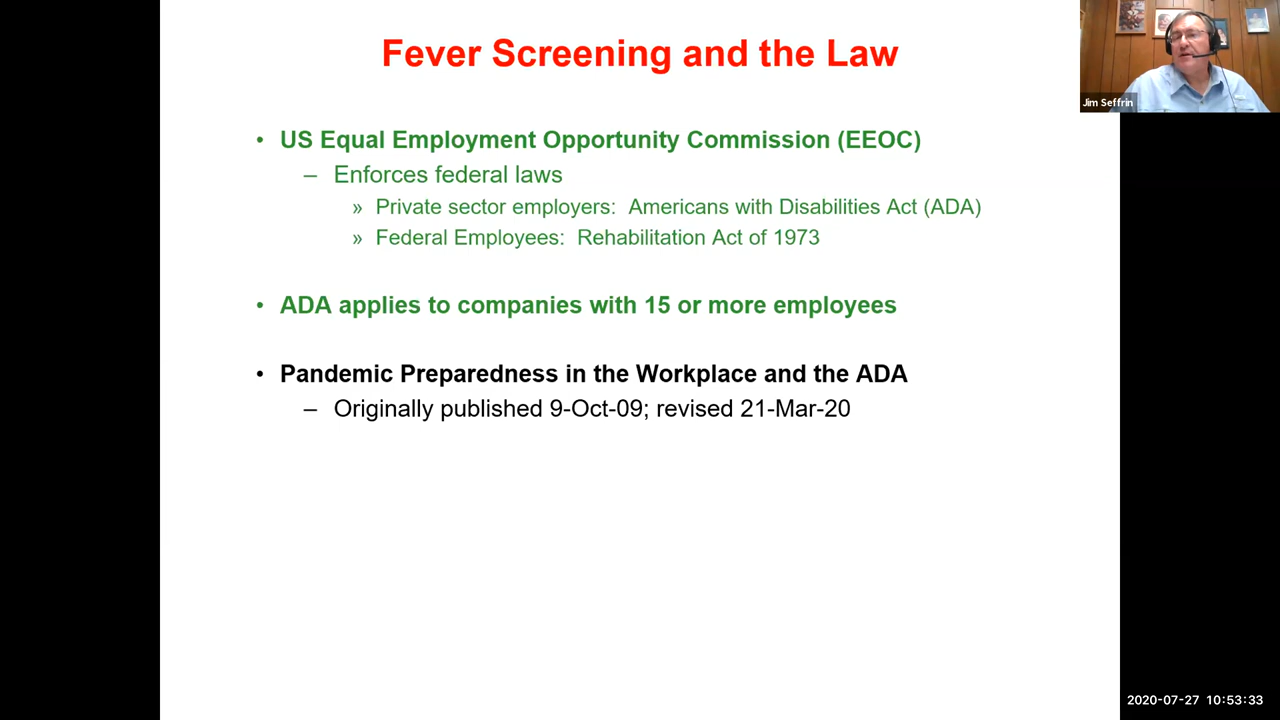 Fever Screening and the Law
Jim Seffrin
• US Equal Employment Opportunity Commission (EEOC)
– Enforces federal laws
» Private sector employers: Americans with Disabilities Act (ADA)
» Federal Employees: Rehabilitation Act of 1973
• ADA applies to companies with 15 or more employees
• Pandemic Preparedness in the Workplace and the ADA
– Originally published 9-Oct-09; revised 21-Mar-20
2020-07-27 10:53:33